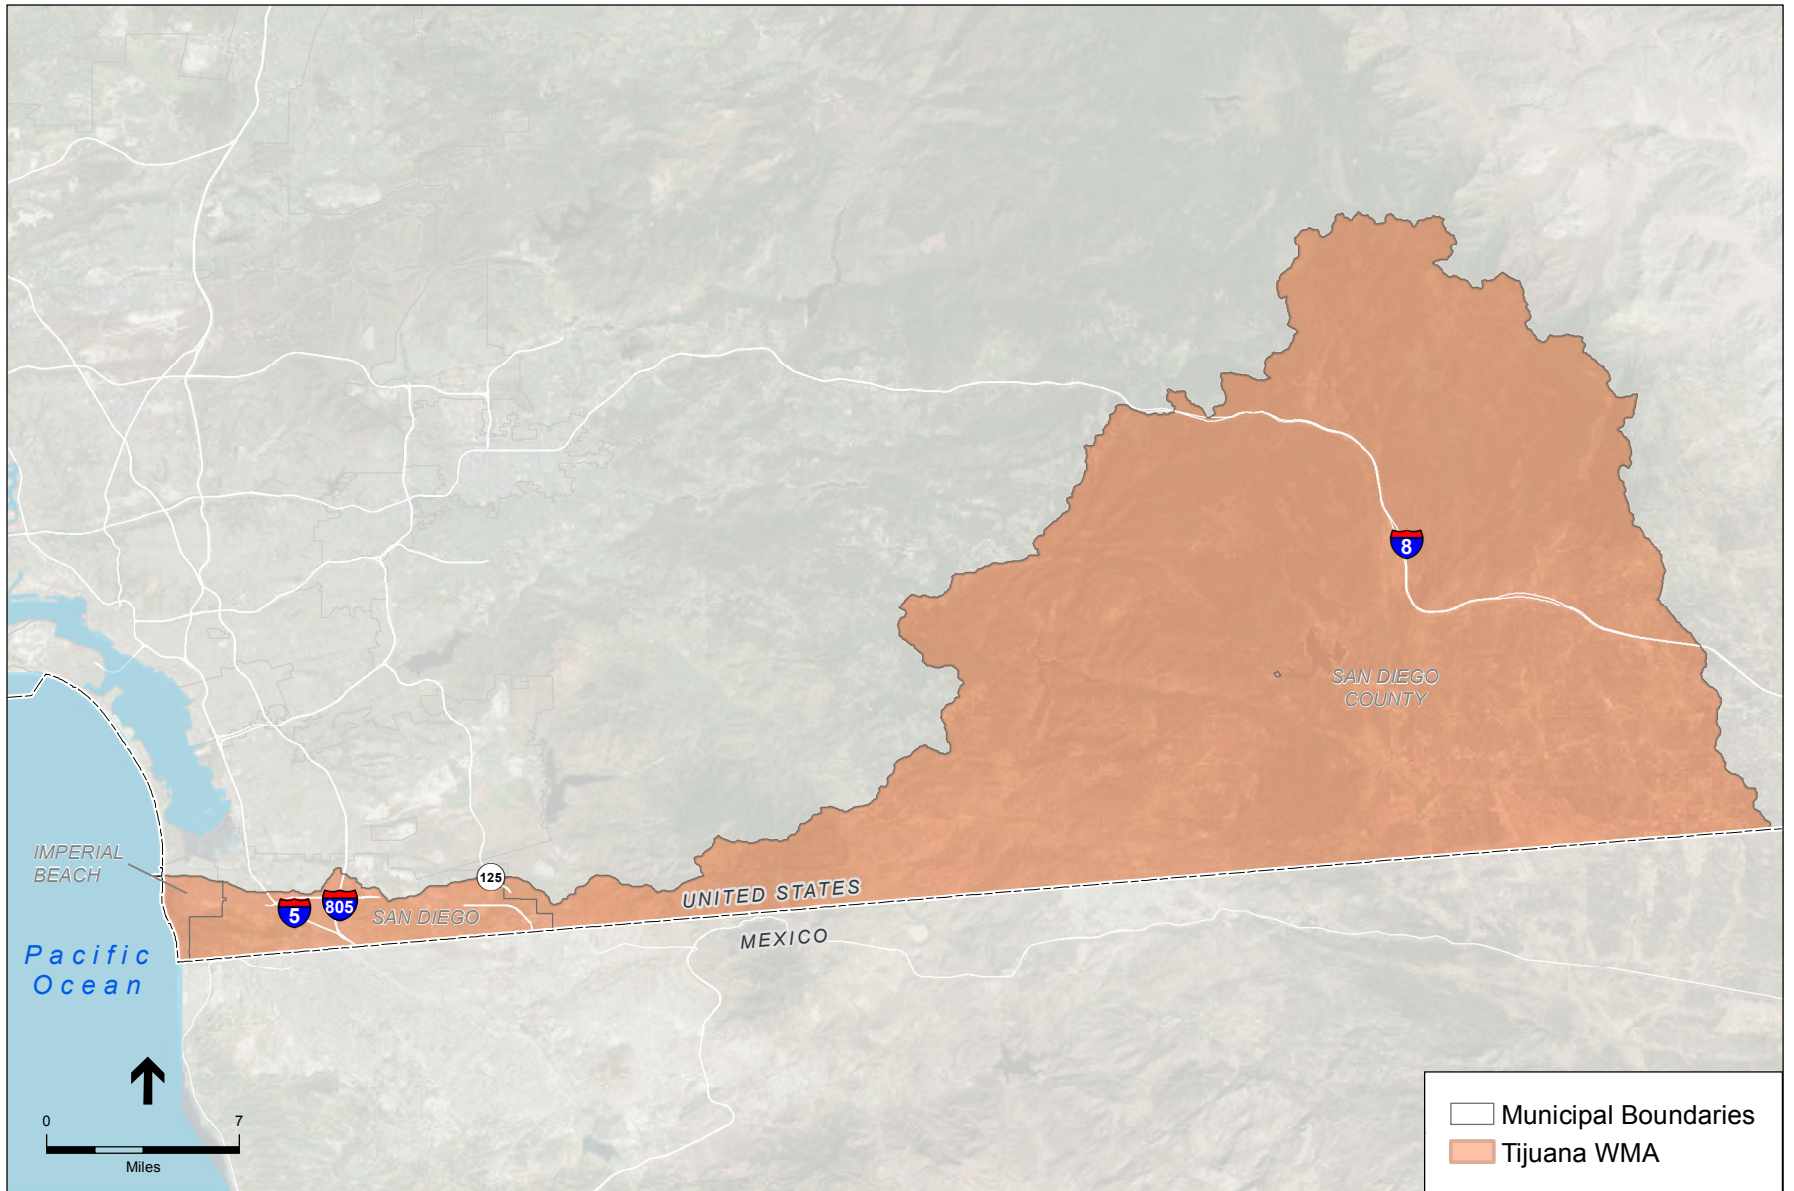 8
SAN DIEGO
COUNTY
IMPERIAL
BEACH
125
5
805
SAN DIEGO
UNITED STATES
MEXICO
Pacific
Ocean
0 7
Miles
Municipal Boundaries
Tijuana WMA